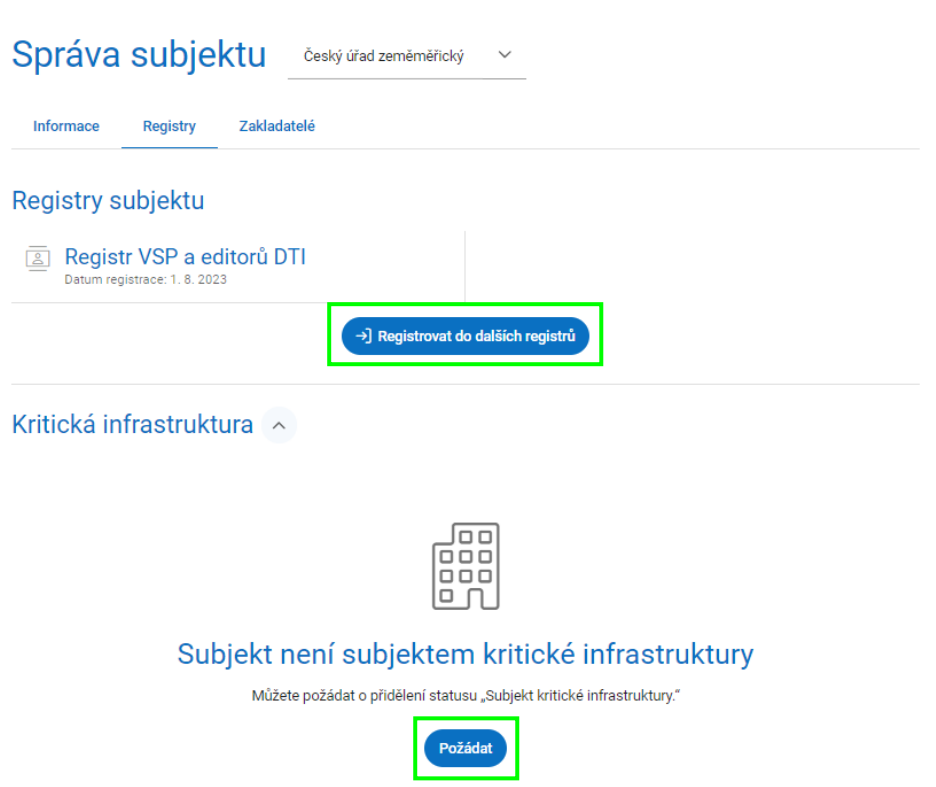 Správa subjektu
Český úřad zeměměřický
Informace Registry Zakladatelé
Registry subjektu
Registr VSP a editorů DTI
Datum registrace: 1. 8. 2023
Registrovat do dalších registrů
Kritická infrastruktura
Subjekt není subjektem kritické infrastruktury
Můžete požádat o přidělení statusu „Subjekt kritické infrastruktury.“
Požádat